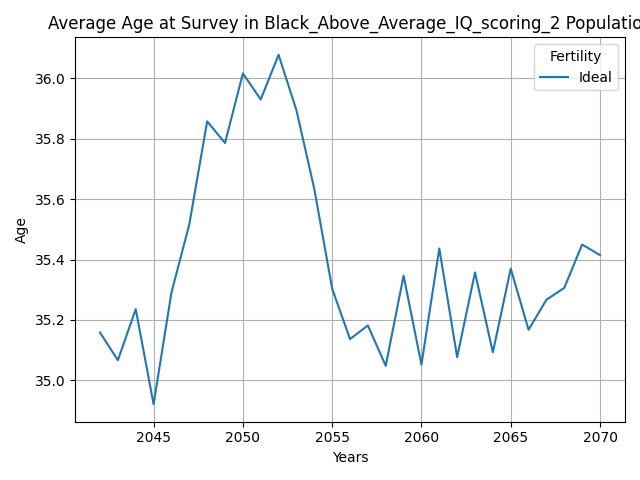 Average Age at Survey in Black_Above_Average_IQ_scoring_2 Populatio
Fertility
Ideal
36.0
35.8
35.6
35.4
35.2
35.0
Age
2045 2050 2055 2060 2065 2070
Years